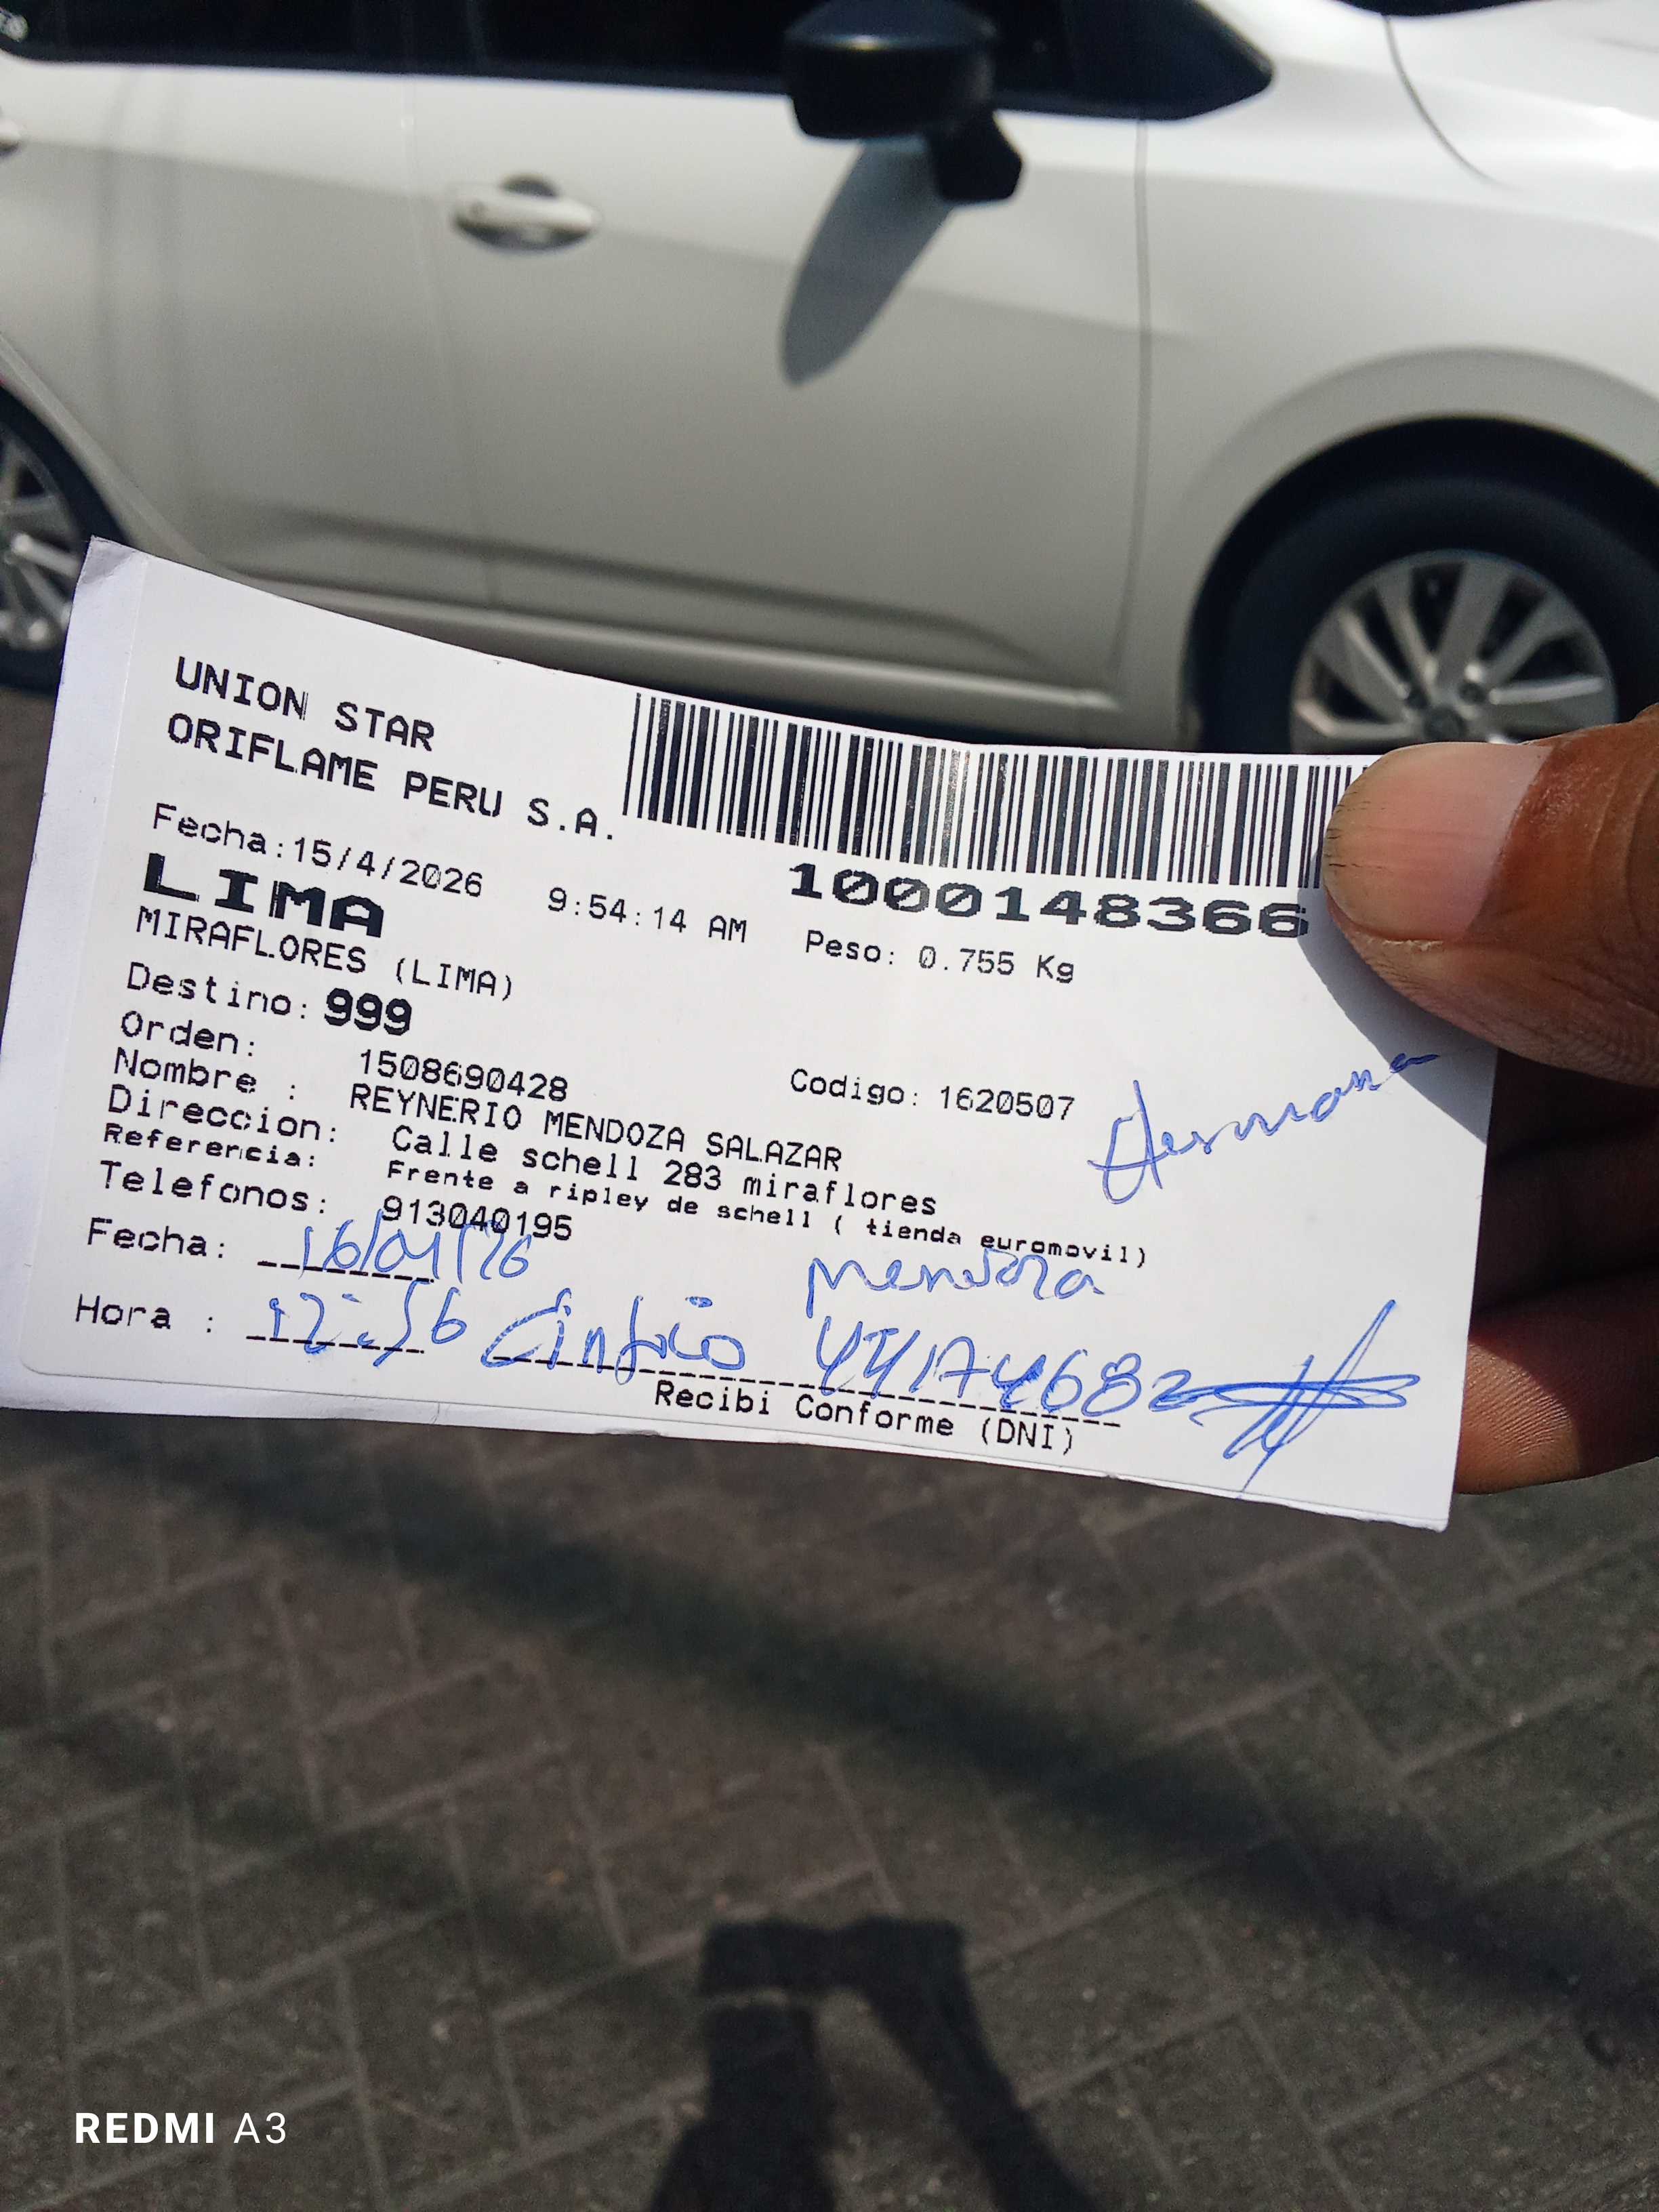 UNION STAR
ORIFLAME PERU S.A.
Fecha:15/4/2026 9:54:14 AM
1000148366
LIMA
Peso: 0.755 Kg
MIRAFLORES (LIMA)
Destino: 999
Orden: 1508690428 Codigo: 1620507
Nombre : REYNERIO MENDOZA SALAZAR
Direccion: Calle schell 283 miraflores
Referencia: Frente a ripley de schell ( tienda euromovil)
Telefonos: 913040195
Hermana
Fecha: 16/04/26
Mendoza
Hora : 12:56
Recibi Conforme (DNI)
REDMI A3